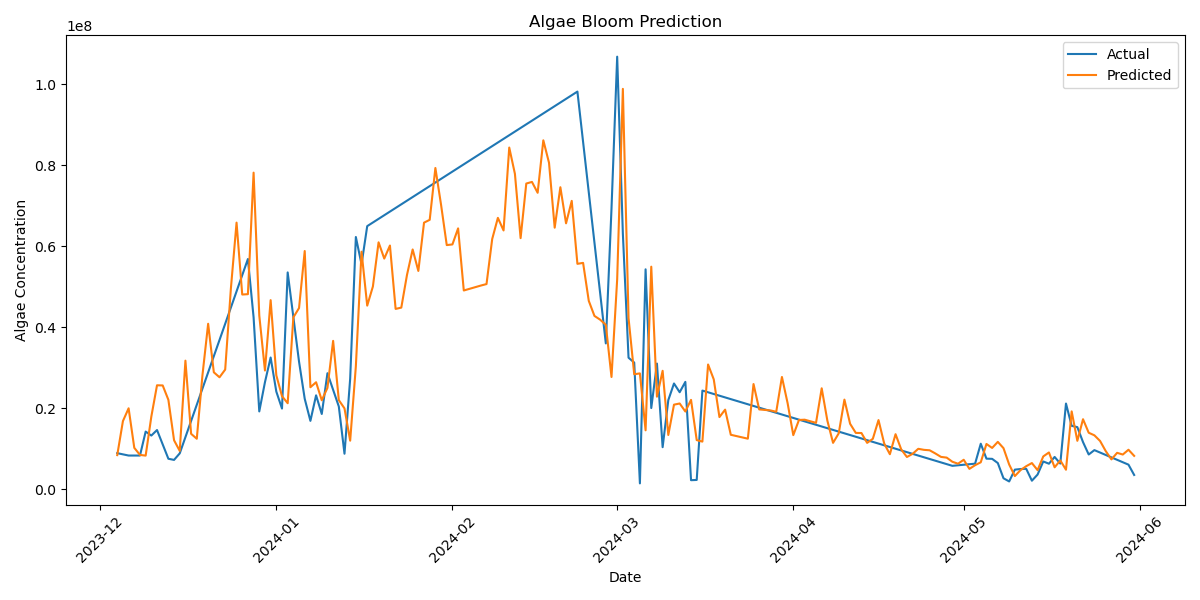 Algae Bloom Prediction
1e8
Actual
Predicted
1.0
0.8
0.6
0.4
0.2
0.0
Algae Concentration
2023-12
2024-01
2024-02
2024-03
2024-04
2024-05
2024-06
Date